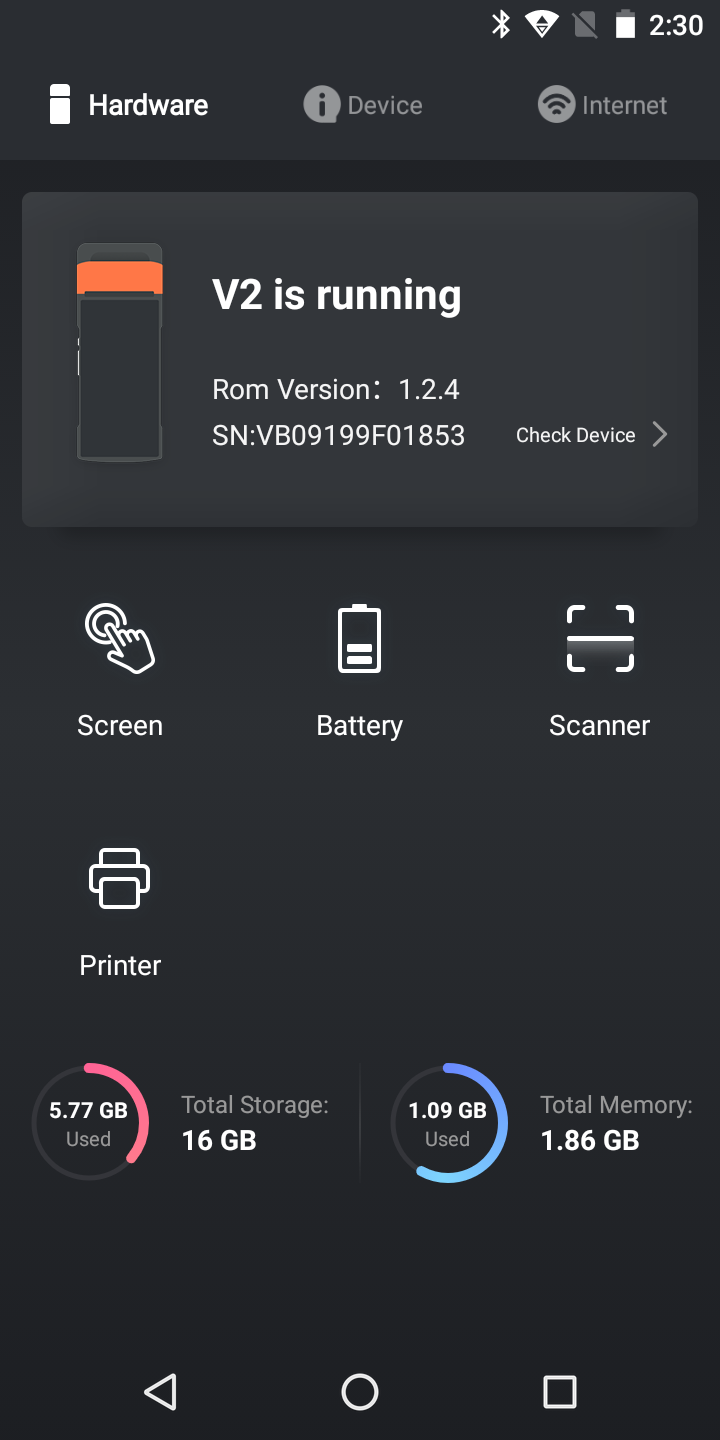 2:30
Hardware
Device
Internet
V2 is running
Rom Version： 1.2.4
SN:VB09199F01853
Check Device
Screen
Battery
Scanner
Printer
5.77 GB
Used
Total Storage:
16 GB
1.09 GB
Used
Total Memory:
1.86 GB